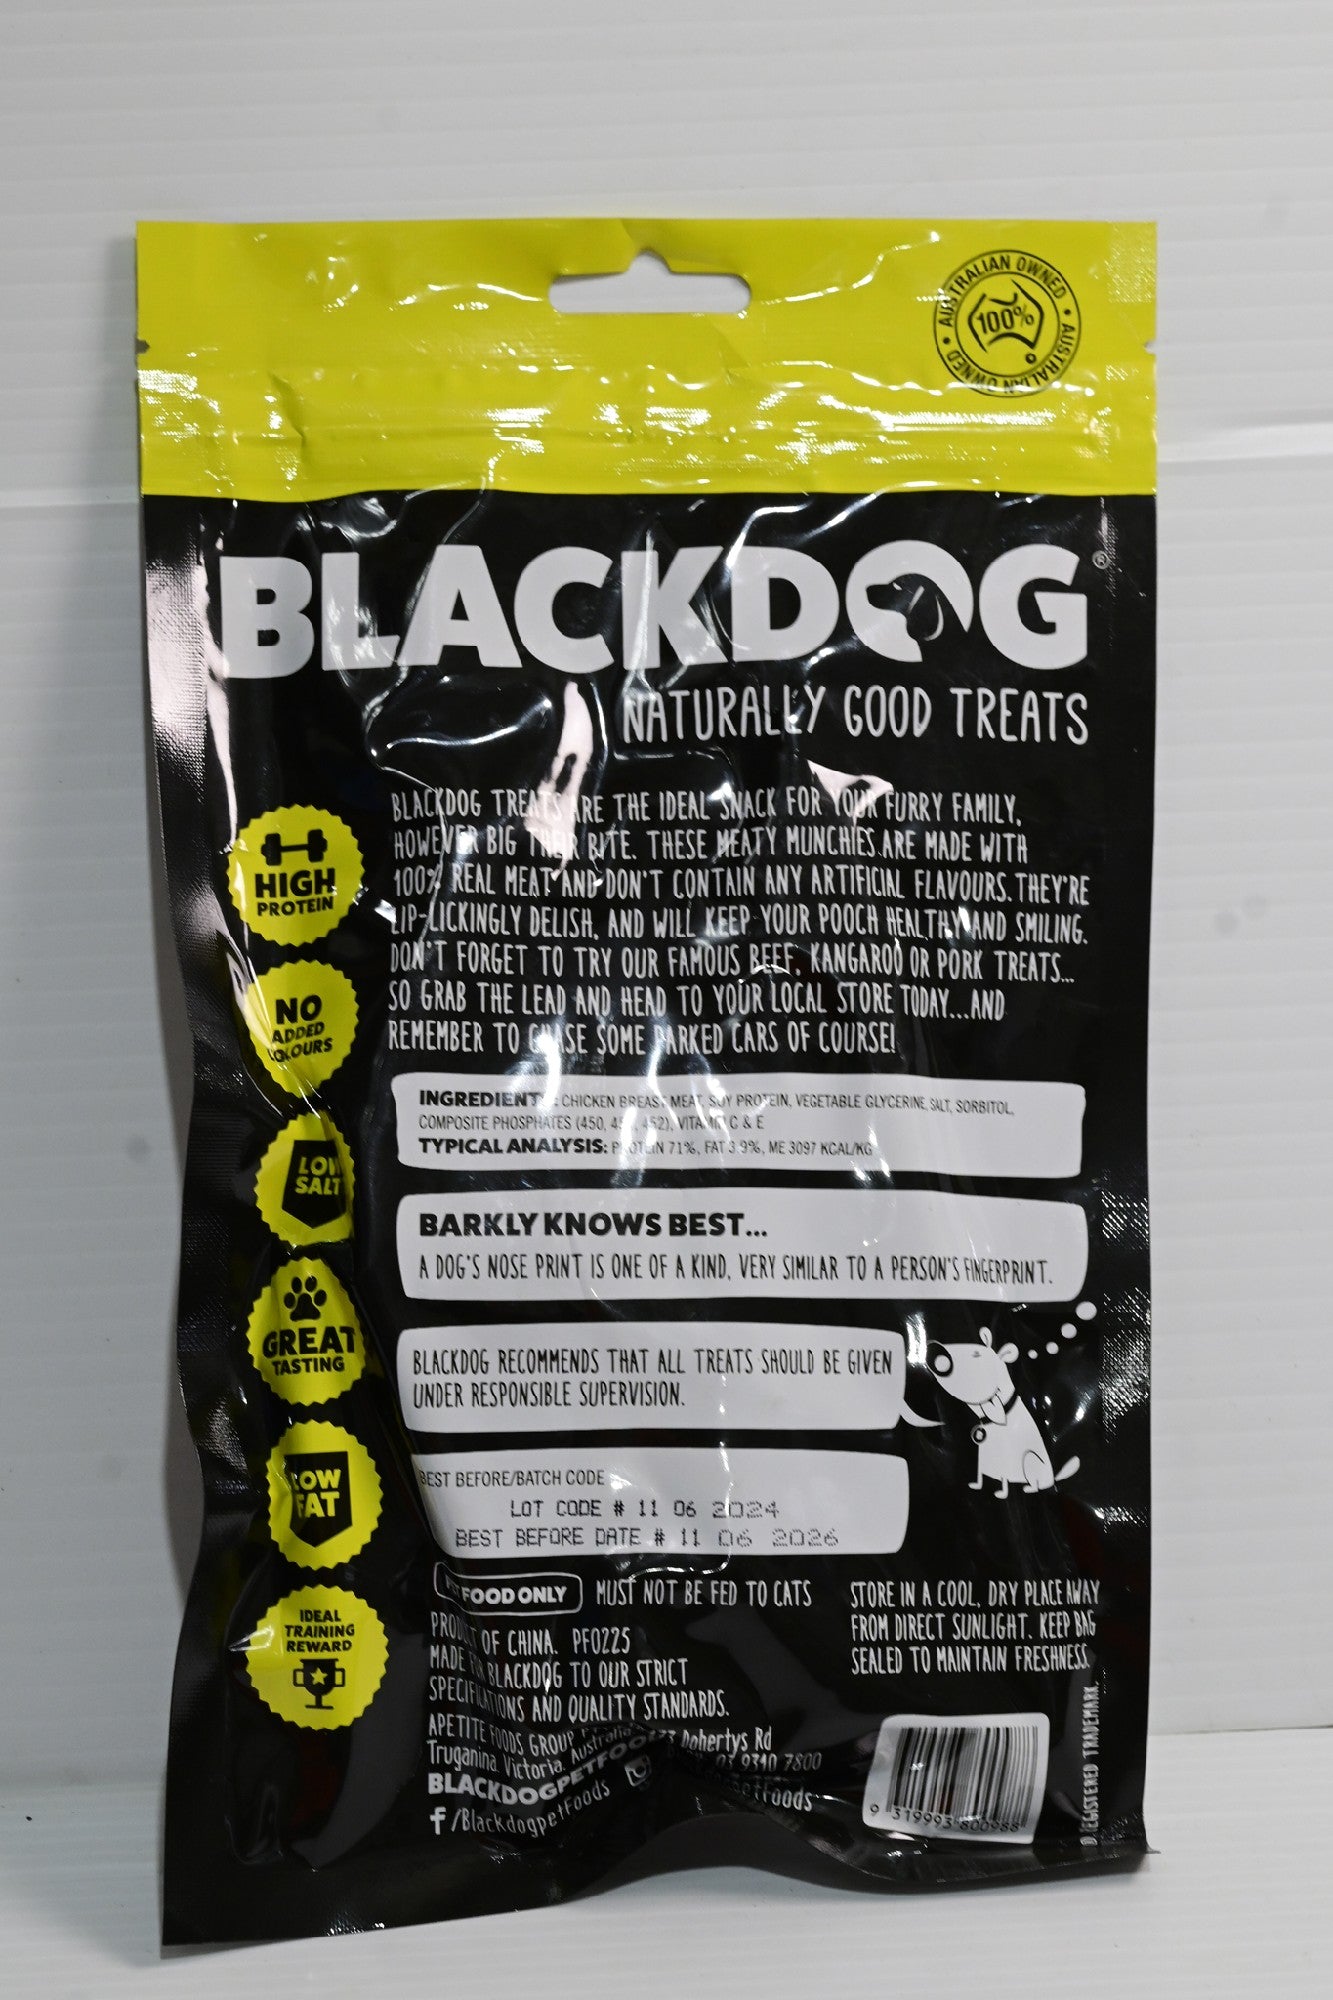 AUSTRALIAN OWNED • AUSTRALIAN OWNED •
100%
BLACKDOG®
NATURALLY GOOD TREATS
BLACKDOG TREATS ARE THE IDEAL SNACK FOR YOUR FURRY FAMILY,
HOWEVER BIG THEIR BITE. THESE MEATY MUNCHIES ARE MADE WITH
100% REAL MEAT AND DON'T CONTAIN ANY ARTIFICIAL FLAVOURS. THEY'RE
LIP-LICKINGLY DELISH, AND WILL KEEP YOUR POOCH HEALTHY AND SMILING.
DON'T FORGET TO TRY OUR FAMOUS BEEF, KANGAROO OR PORK TREATS...
SO GRAB THE LEAD AND HEAD TO YOUR LOCAL STORE TODAY...AND
REMEMBER TO CHASE SOME PARKED CARS OF COURSE!
HIGH
PROTEIN
NO
ADDED
COLOURS
LOW
SALT
GREAT
TASTING
LOW
FAT
IDEAL
TRAINING
REWARD
INGREDIENTS: CHICKEN BREAST MEAT, SOY PROTEIN, VEGETABLE GLYCERINE, SALT, SORBITOL,
COMPOSITE PHOSPHATES (450, 452), VITAMIN C & E
TYPICAL ANALYSIS: PROTEIN 71%, FAT 3.9%, ME 3097 KCAL/KG
BARKLY KNOWS BEST...
A DOG'S NOSE PRINT IS ONE OF A KIND, VERY SIMILAR TO A PERSON'S FINGERPRINT.
BLACKDOG RECOMMENDS THAT ALL TREATS SHOULD BE GIVEN
UNDER RESPONSIBLE SUPERVISION.
BEST BEFORE/BATCH CODE
LOT CODE # 11 06 2024
BEST BEFORE DATE # 11 06 2026
PET FOOD ONLY MUST NOT BE FED TO CATS
PRODUCT OF CHINA. PF0225
MADE FOR BLACKDOG TO OUR STRICT
SPECIFICATIONS AND QUALITY STANDARDS.
APETITE FOODS GROUP Dohertys Rd
Truganina Victoria. Australia 03 9310 7800
BLACKDOGPETFOODS
/Blackdogpetfoods
STORE IN A COOL, DRY PLACE AWAY
FROM DIRECT SUNLIGHT. KEEP BAG
SEALED TO MAINTAIN FRESHNESS.
9 319993 800988
REGISTERED TRADEMARK.